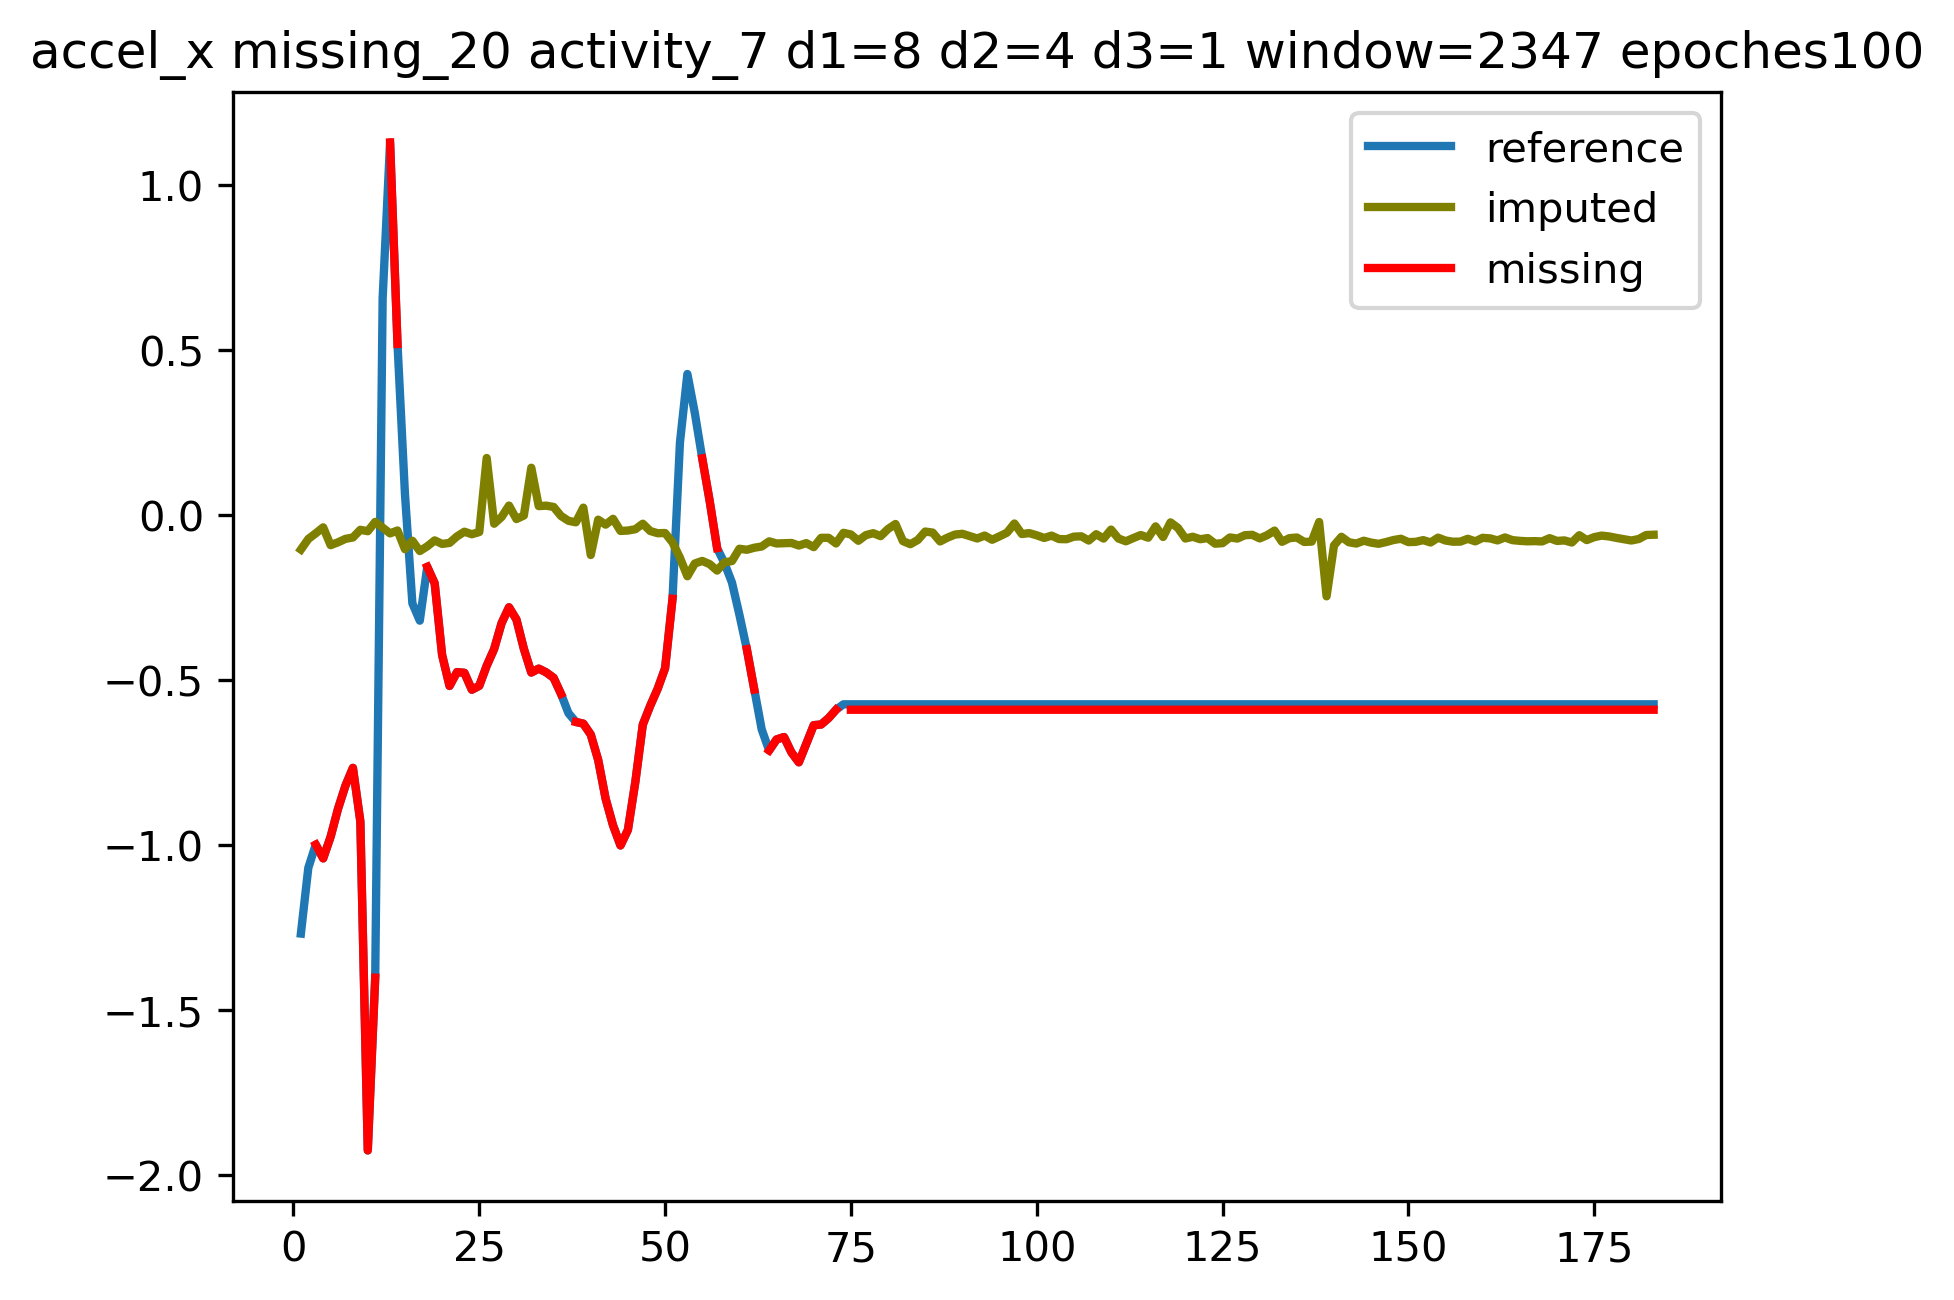 accel_x missing_20 activity_7 d1=8 d2=4 d3=1 window=2347 epoches100
reference
imputed
missing
1.0
0.5
0.0
−0.5
−1.0
−1.5
−2.0
0 25 50 75 100 125 150 175